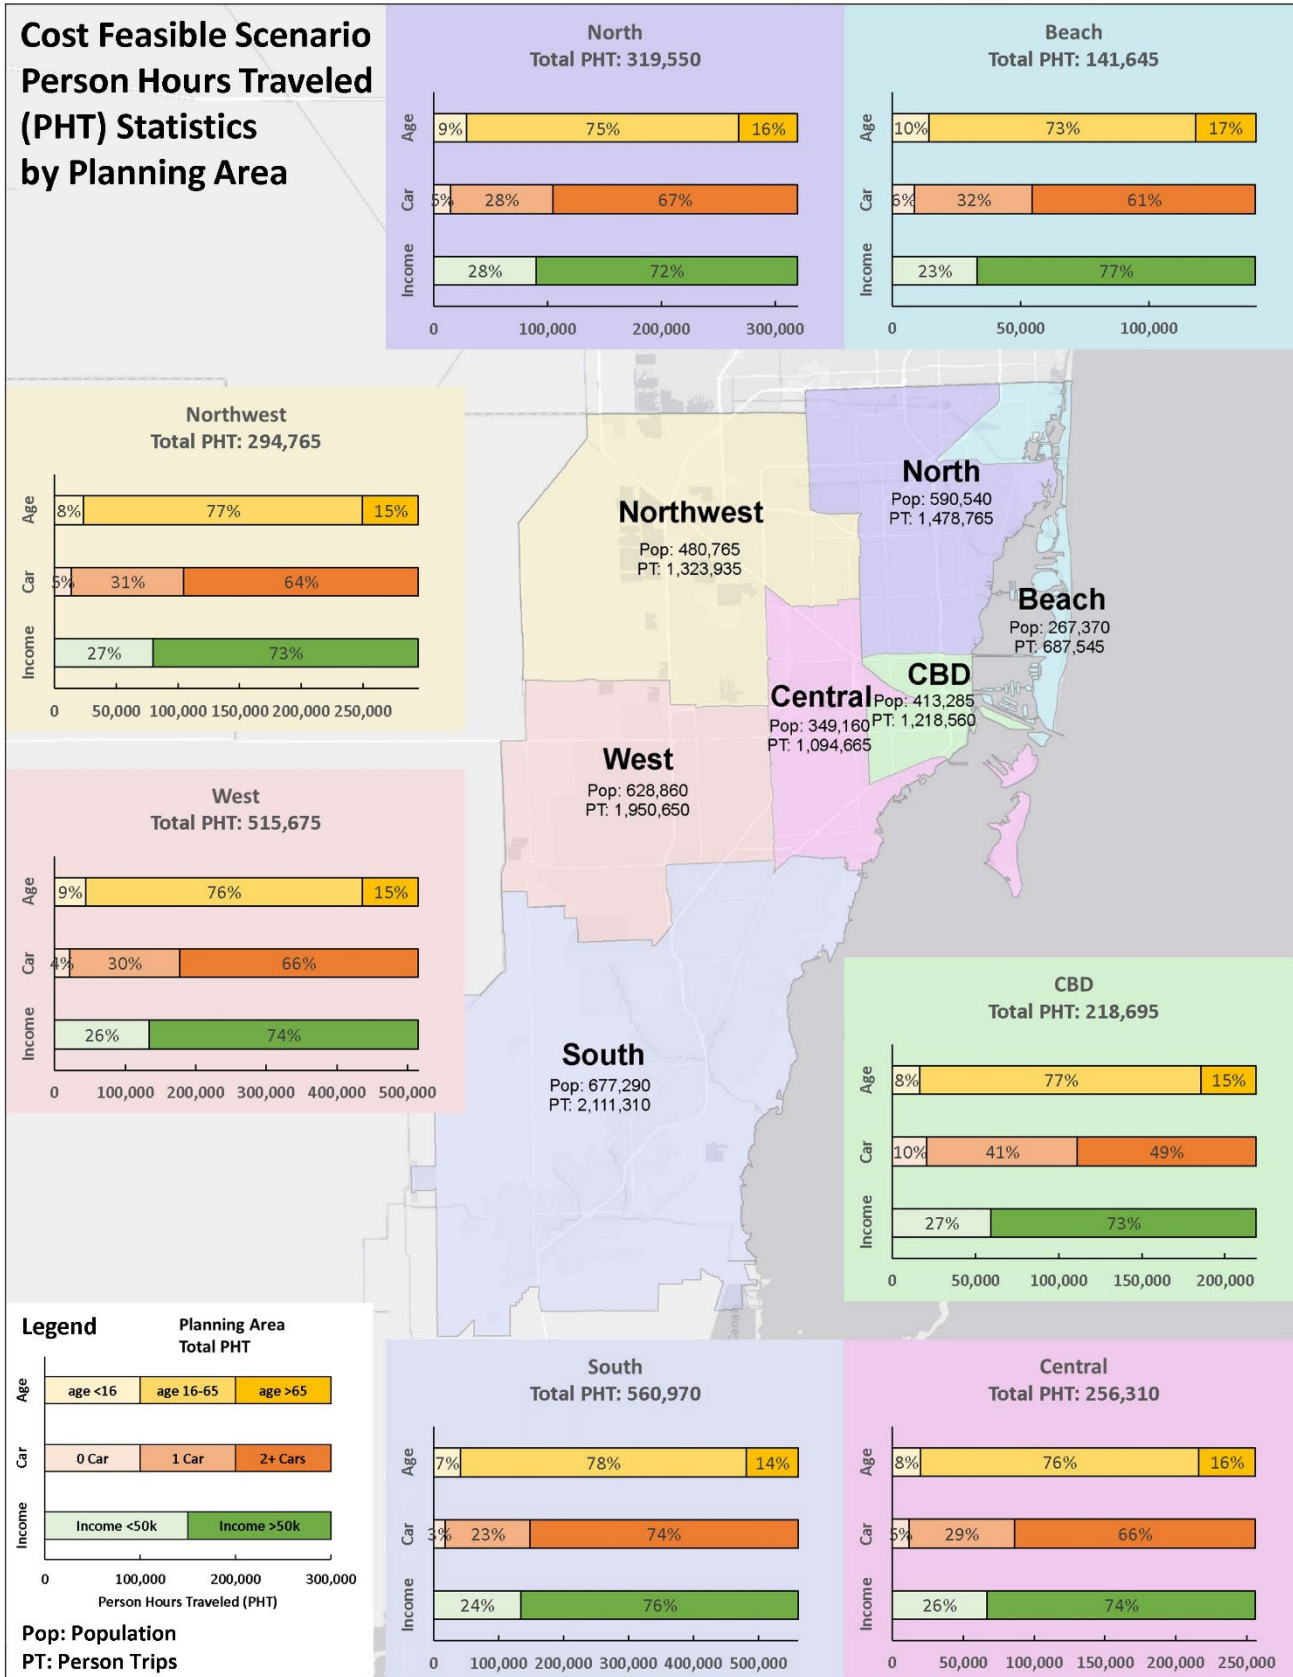 Cost Feasible Scenario
Person Hours Traveled
(PHT) Statistics
by Planning Area
North
Total PHT: 319,550
Age
9% 75% 16%
Car
5% 28% 67%
Income
28% 72%
0 100,000 200,000 300,000
Beach
Total PHT: 141,645
Age
10% 73% 17%
Car
6% 32% 61%
Income
23% 77%
0 50,000 100,000
Northwest
Total PHT: 294,765
Age
8% 77% 15%
Car
5% 31% 64%
Income
27% 73%
0 50,000 100,000 150,000 200,000 250,000
North
Pop: 590,540
PT: 1,478,765
Northwest
Pop: 480,765
PT: 1,323,935
Beach
Pop: 267,370
PT: 687,545
CBD
Pop: 413,285
PT: 1,218,560
Central
Pop: 349,160
PT: 1,094,665
West
Pop: 628,860
PT: 1,950,650
West
Total PHT: 515,675
Age
9% 76% 15%
Car
4% 30% 66%
Income
26% 74%
0 100,000 200,000 300,000 400,000 500,000
South
Pop: 677,290
PT: 2,111,310
CBD
Total PHT: 218,695
Age
8% 77% 15%
Car
10% 41% 49%
Income
27% 73%
0 50,000 100,000 150,000 200,000
Legend
Planning Area
Total PHT
Age
age <16 age 16-65 age >65
Car
0 Car 1 Car 2+ Cars
Income
Income <50k Income >50k
0 100,000 200,000 300,000
Person Hours Traveled (PHT)
Pop: Population
PT: Person Trips
South
Total PHT: 560,970
Age
7% 78% 14%
Car
3% 23% 74%
Income
24% 76%
0 100,000 200,000 300,000 400,000 500,000
Central
Total PHT: 256,310
Age
8% 76% 16%
Car
5% 29% 66%
Income
26% 74%
0 50,000 100,000 150,000 200,000 250,000